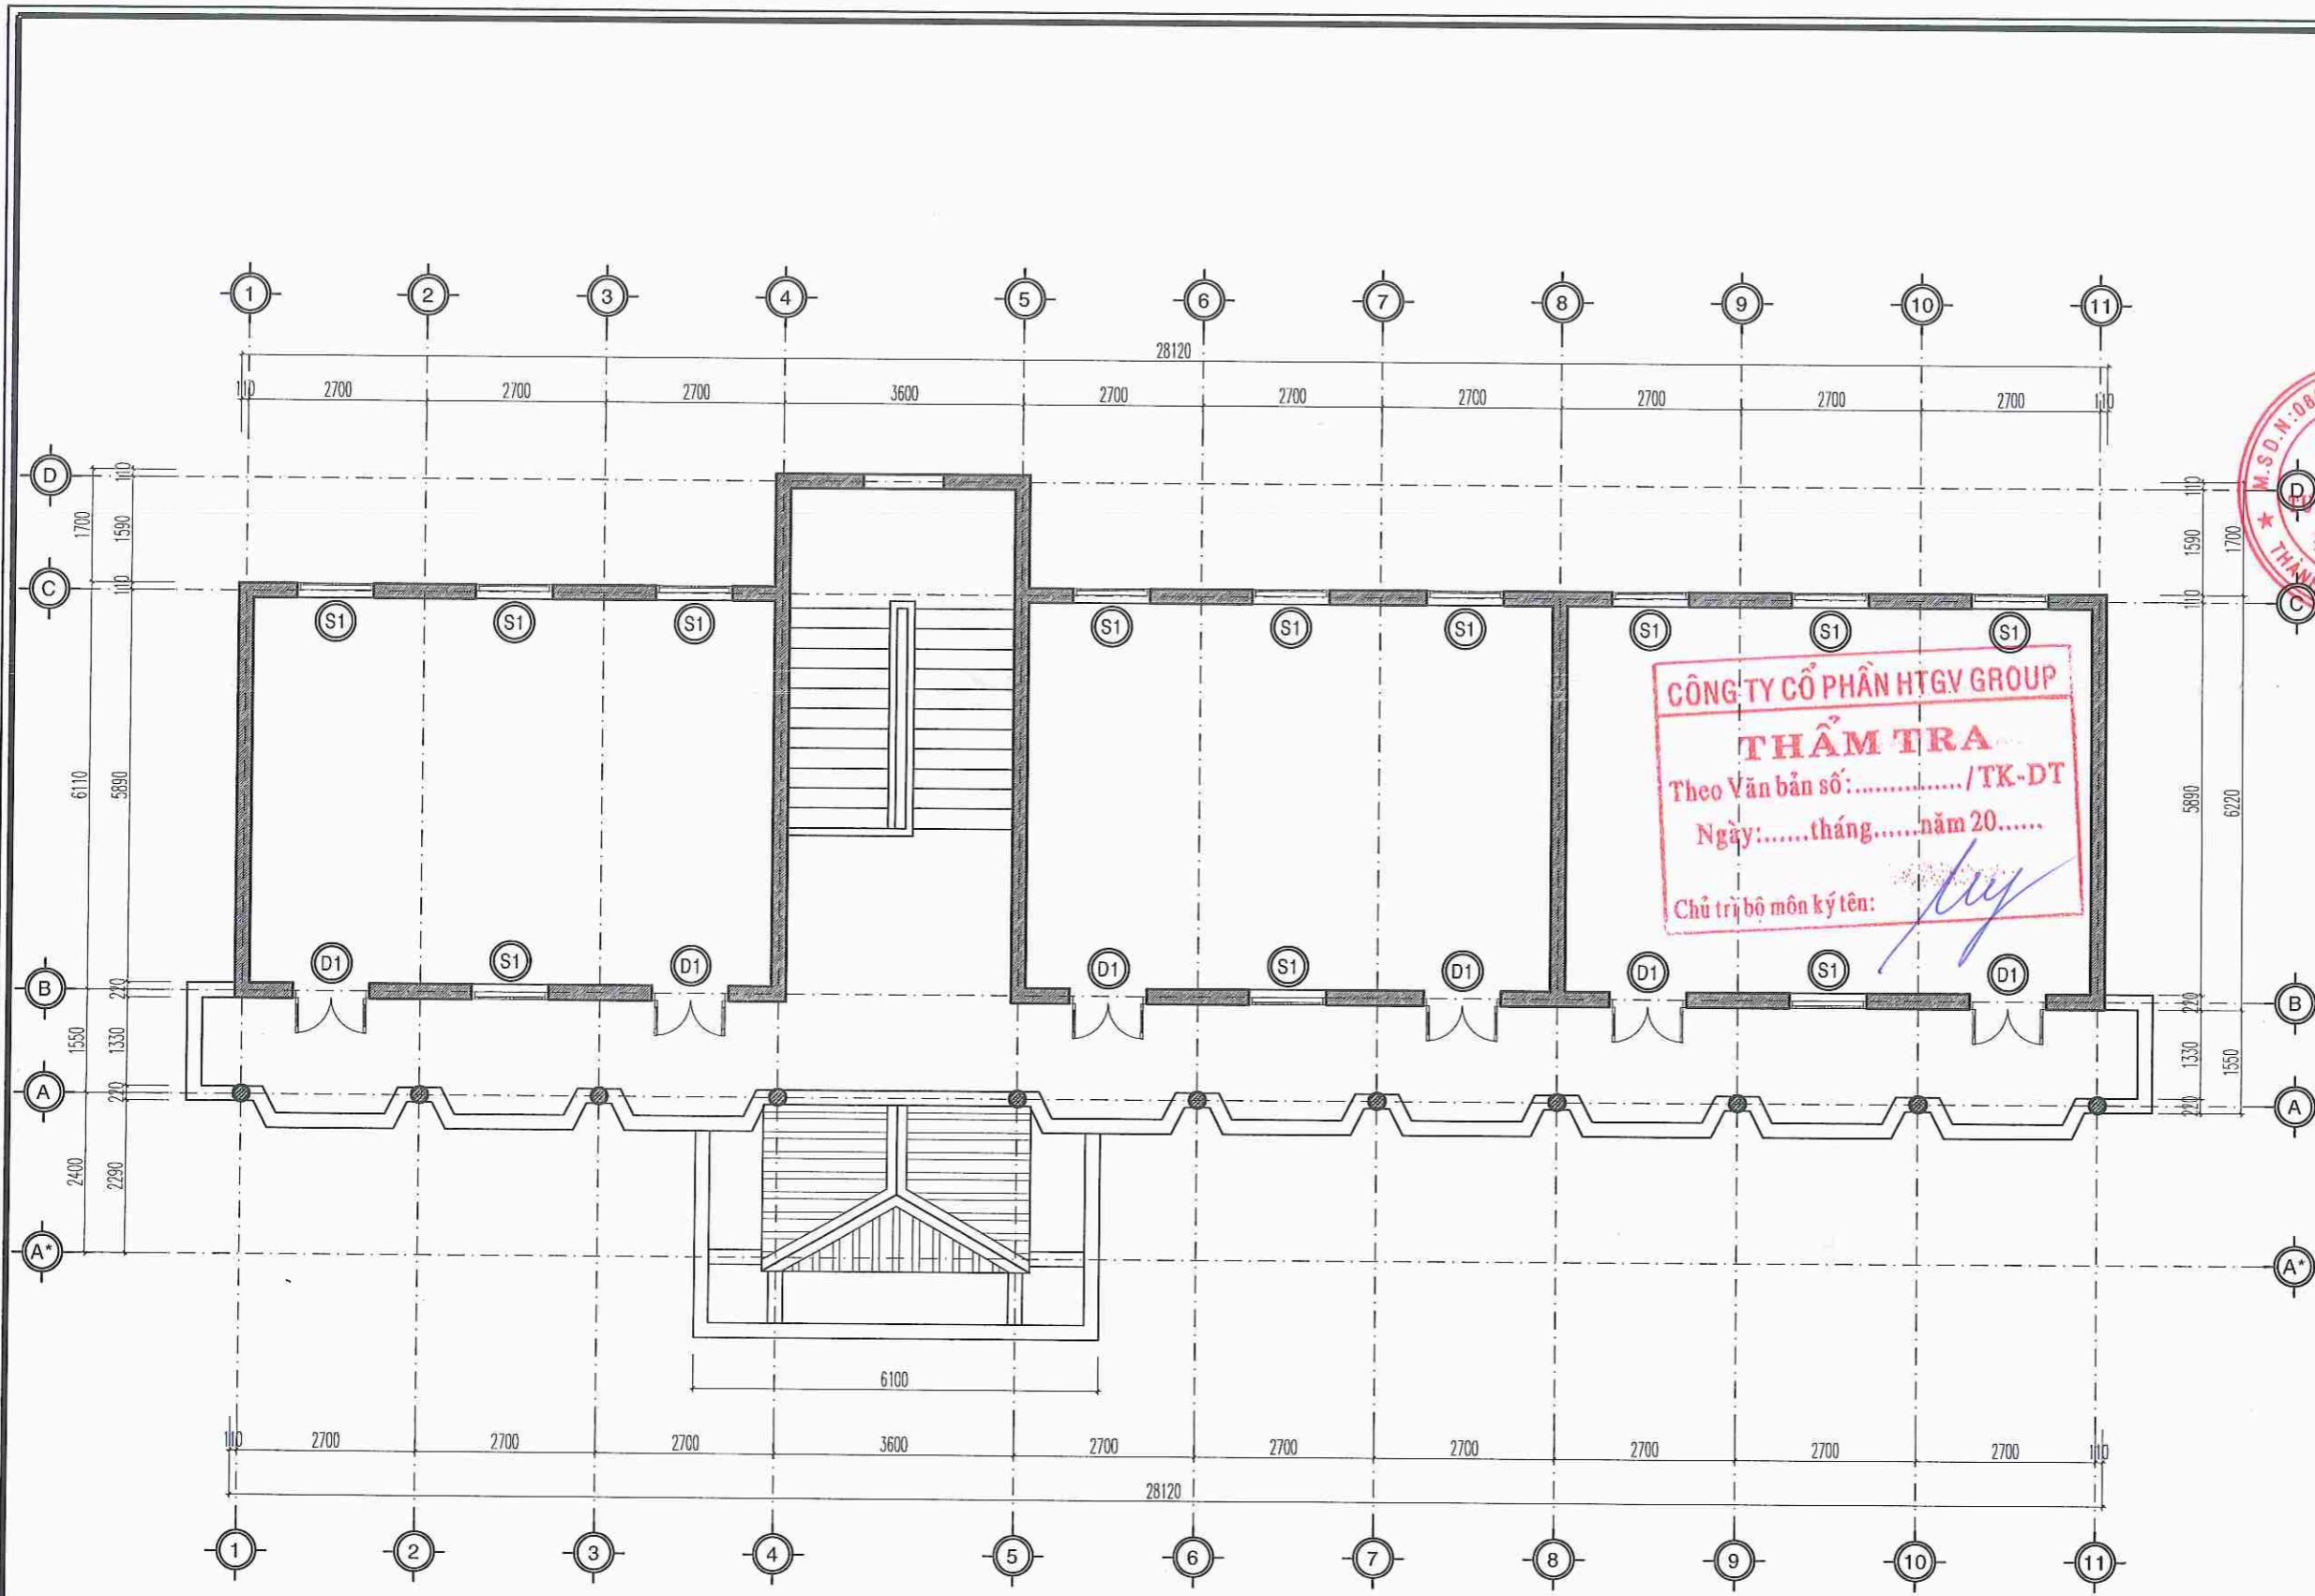 1 2 3 4 5 6 7 8 9 10 11
28120
110 2700 2700 2700 3600 2700 2700 2700 2700 2700 2700 110
D
110
110
D
1700
1590
1590
1700
M.S.D.N:08
★ THÀNH
C
110
110
C
S1 S1 S1 S1 S1 S1 S1 S1 S1
CÔNG TY CỔ PHẦN HTGV GROUP
THẨM TRA
Theo Văn bản số:............../TK-DT
Ngày:......tháng......năm 20......
Chủ trì bộ môn ký tên:
6110
5890
5890
6220
D1 S1 D1 D1 S1 D1 D1 S1 D1
B
220
220
B
1550
1330
1330
1550
A
220
220
A
2400
2290
A*
A*
6100
110 2700 2700 2700 3600 2700 2700 2700 2700 2700 2700 110
28120
1 2 3 4 5 6 7 8 9 10 11